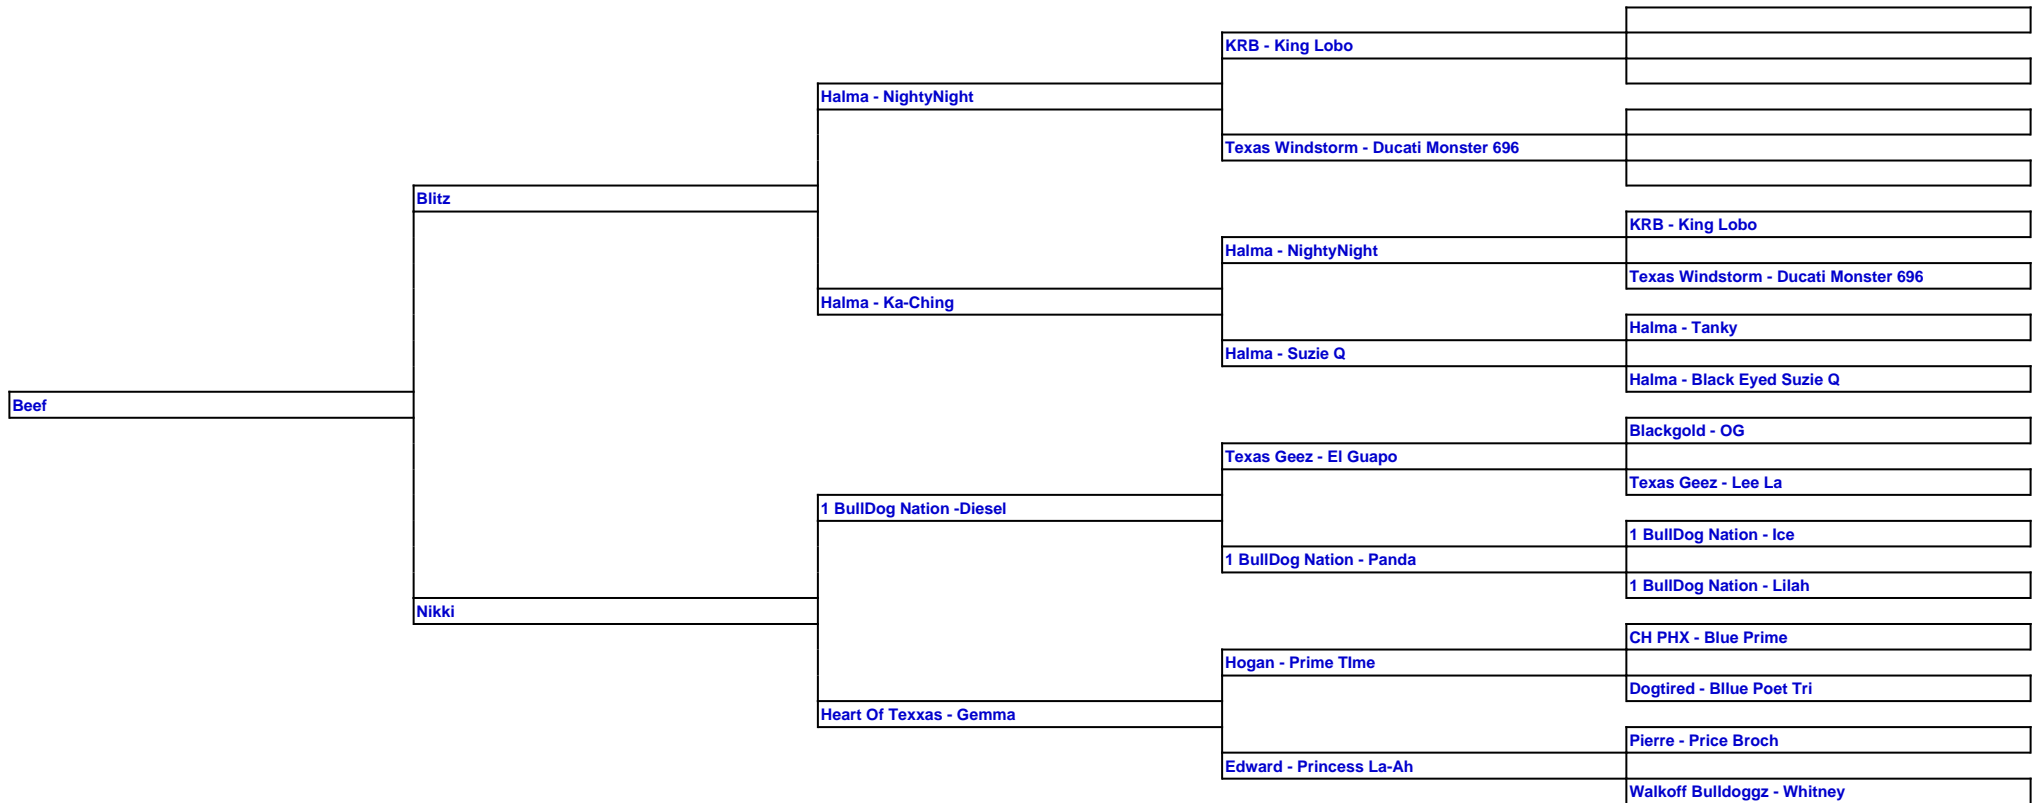 KRB - King Lobo
Halma - NightyNight
Texas Windstorm - Ducati Monster 696
Blitz
KRB - King Lobo
Halma - NightyNight
Texas Windstorm - Ducati Monster 696
Halma - Ka-Ching
Halma - Tanky
Halma - Suzie Q
Halma - Black Eyed Suzie Q
Beef
Blackgold - OG
Texas Geez - El Guapo
Texas Geez - Lee La
1 BullDog Nation -Diesel
1 BullDog Nation - Ice
1 BullDog Nation - Panda
1 BullDog Nation - Lilah
Nikki
CH PHX - Blue Prime
Hogan - Prime TIme
Dogtired - Bllue Poet Tri
Heart Of Texxas - Gemma
Pierre - Price Broch
Edward - Princess La-Ah
Walkoff Bulldoggz - Whitney